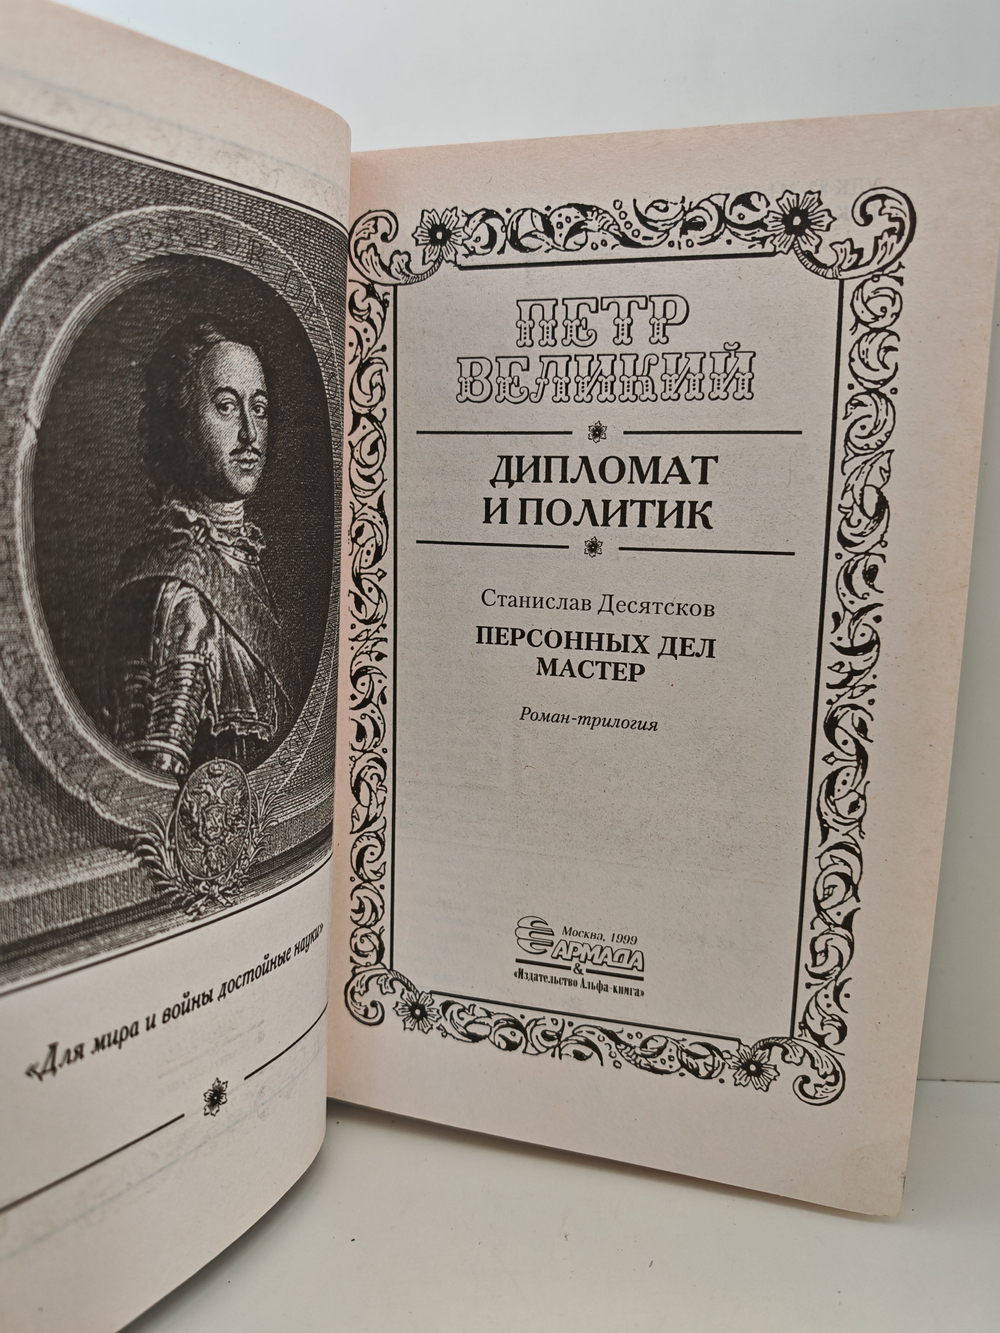 «Для мира и войны достойные науки»
ПЕТР
ВЕЛИКИЙ
ДИПЛОМАТ
И ПОЛИТИК
Станислав Десятсков
ПЕРСОННЫХ ДЕЛ
МАСТЕР
Роман-трилогия
Москва, 1999
АРМАДА
&
«Издательство Альфа-книга»